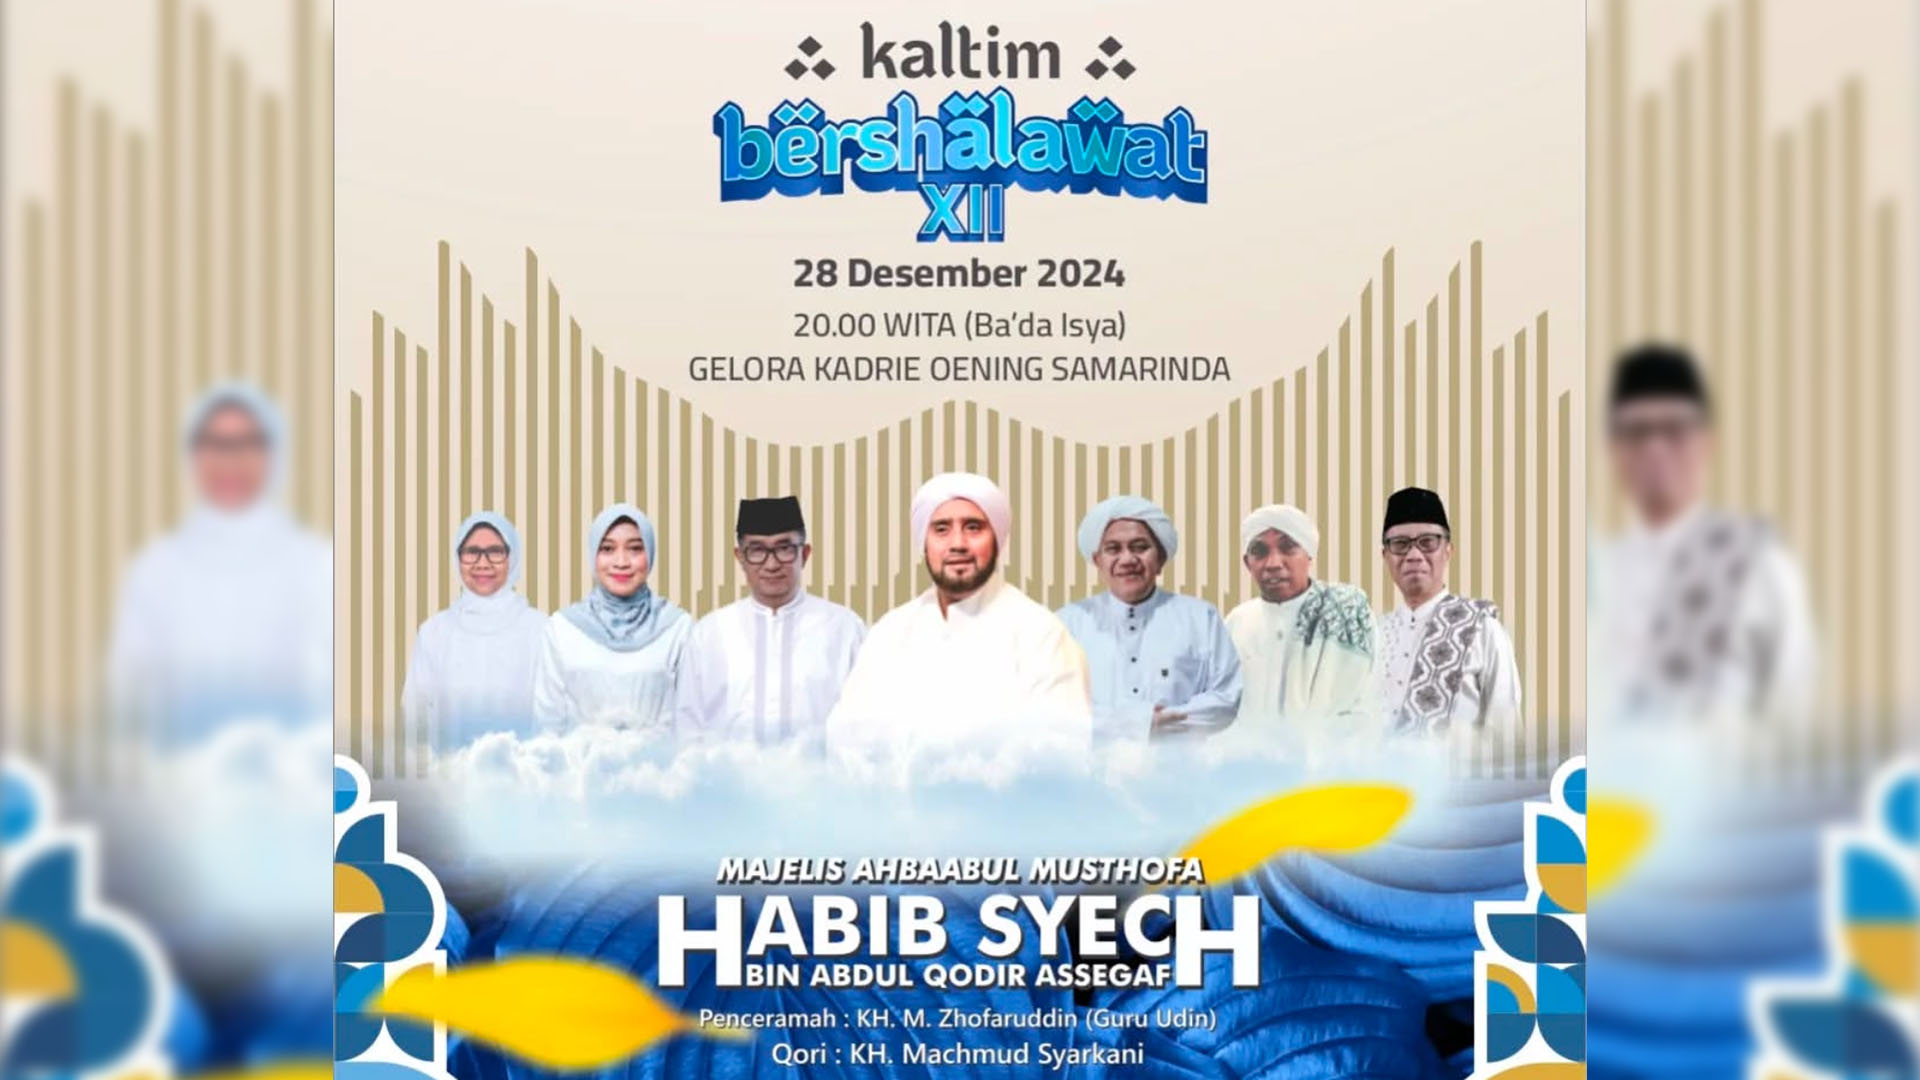 kaltim
bërshälaẅat
XII
28 Desember 2024
20.00 WITA (Ba’da Isya)
GELORA KADRIE OENING SAMARINDA
MAJELIS AHBAABUL MUSTHOFA
HABIB SYECH
BIN ABDUL QODIR ASSEGAF
Penceramah : KH. M. Zhofaruddin (Guru Udin)
Qori : KH. Machmud Syarkani